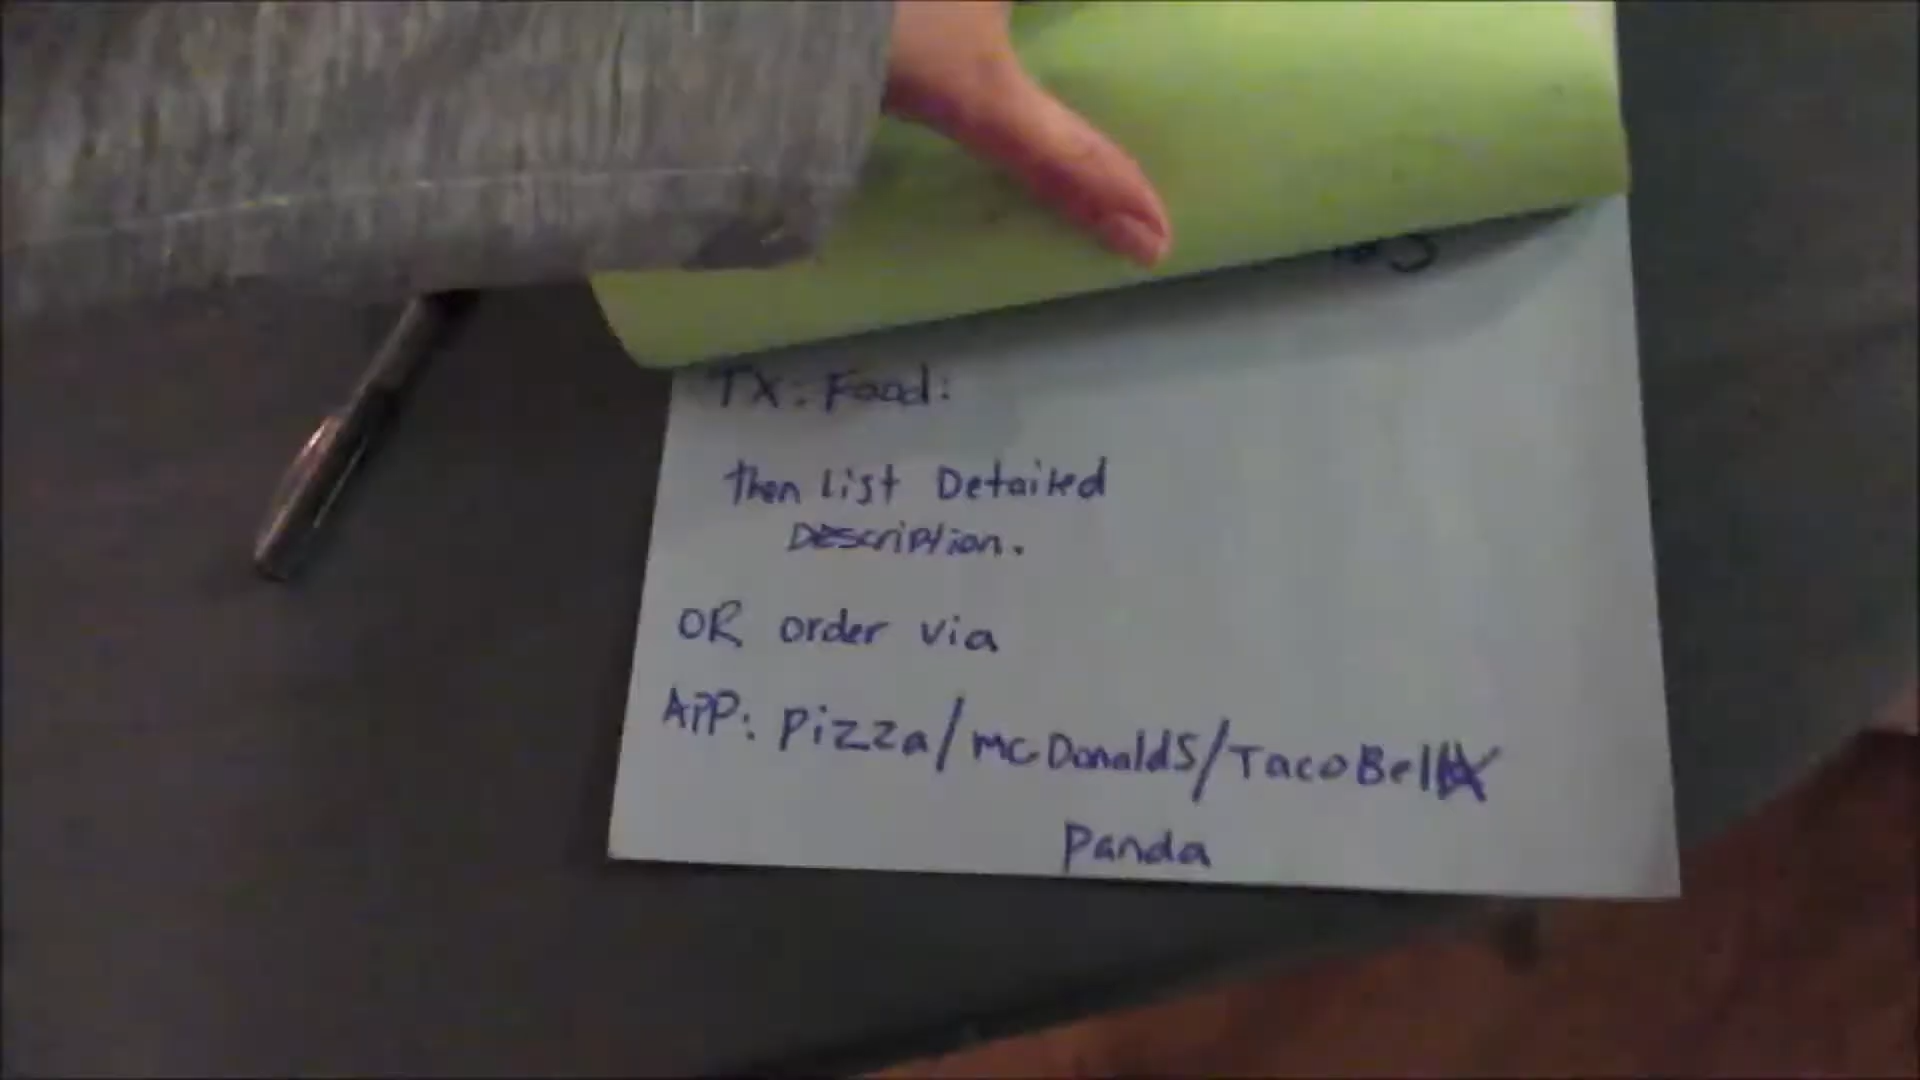 TX: Food:
then List Detailed
Description.
OR order via
APP: Pizza/mcDonaldS/TacoBell
Panda